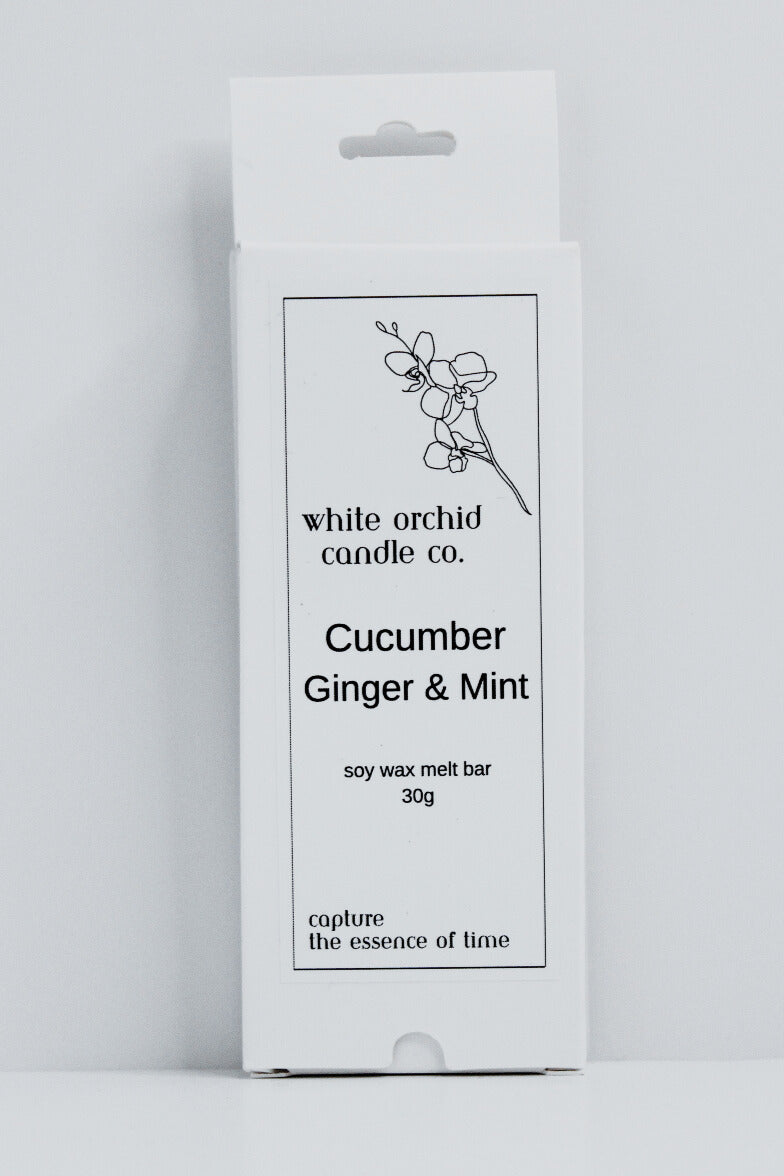 white orchid
candle co.
Cucumber
Ginger & Mint
soy wax melt bar
30g
capture
the essence of time